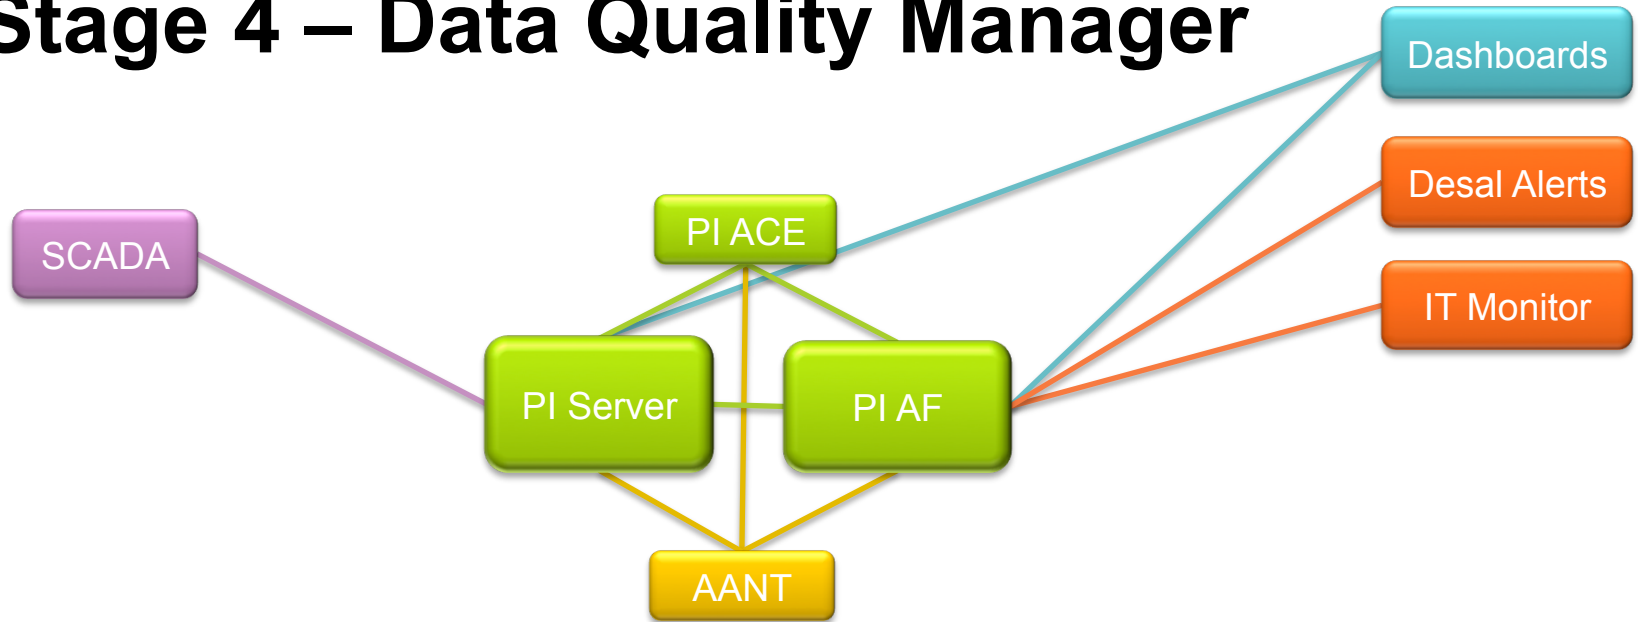 Stage 4 – Data Quality Manager
Dashboards
Desal Alerts
PI ACE
SCADA
IT Monitor
PI Server
PI AF
AANT